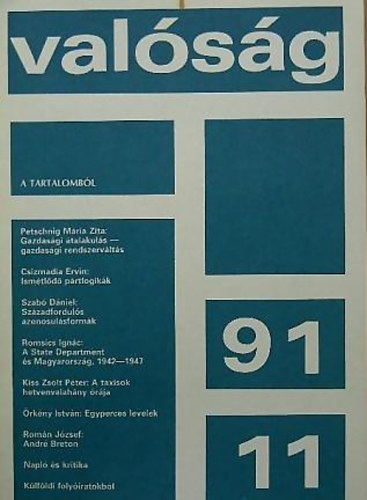 valóság
A TARTALOMBÓL
Petschnig Mária Zita:
Gazdasági átalakulás —
gazdasági rendszerváltás
Csizmadia Ervin:
Ismétlődő pártlogikák
Szabó Dániel:
Századfordulós
azonosulásformák
Romsics Ignác:
A State Department
és Magyarország, 1942—1947
Kiss Zsolt Péter: A taxisok
hetvenvalahány órája
Örkény István: Egyperces levelek
Román József:
André Breton
Napló és kritika
Külföldi folyóiratokból
91
11